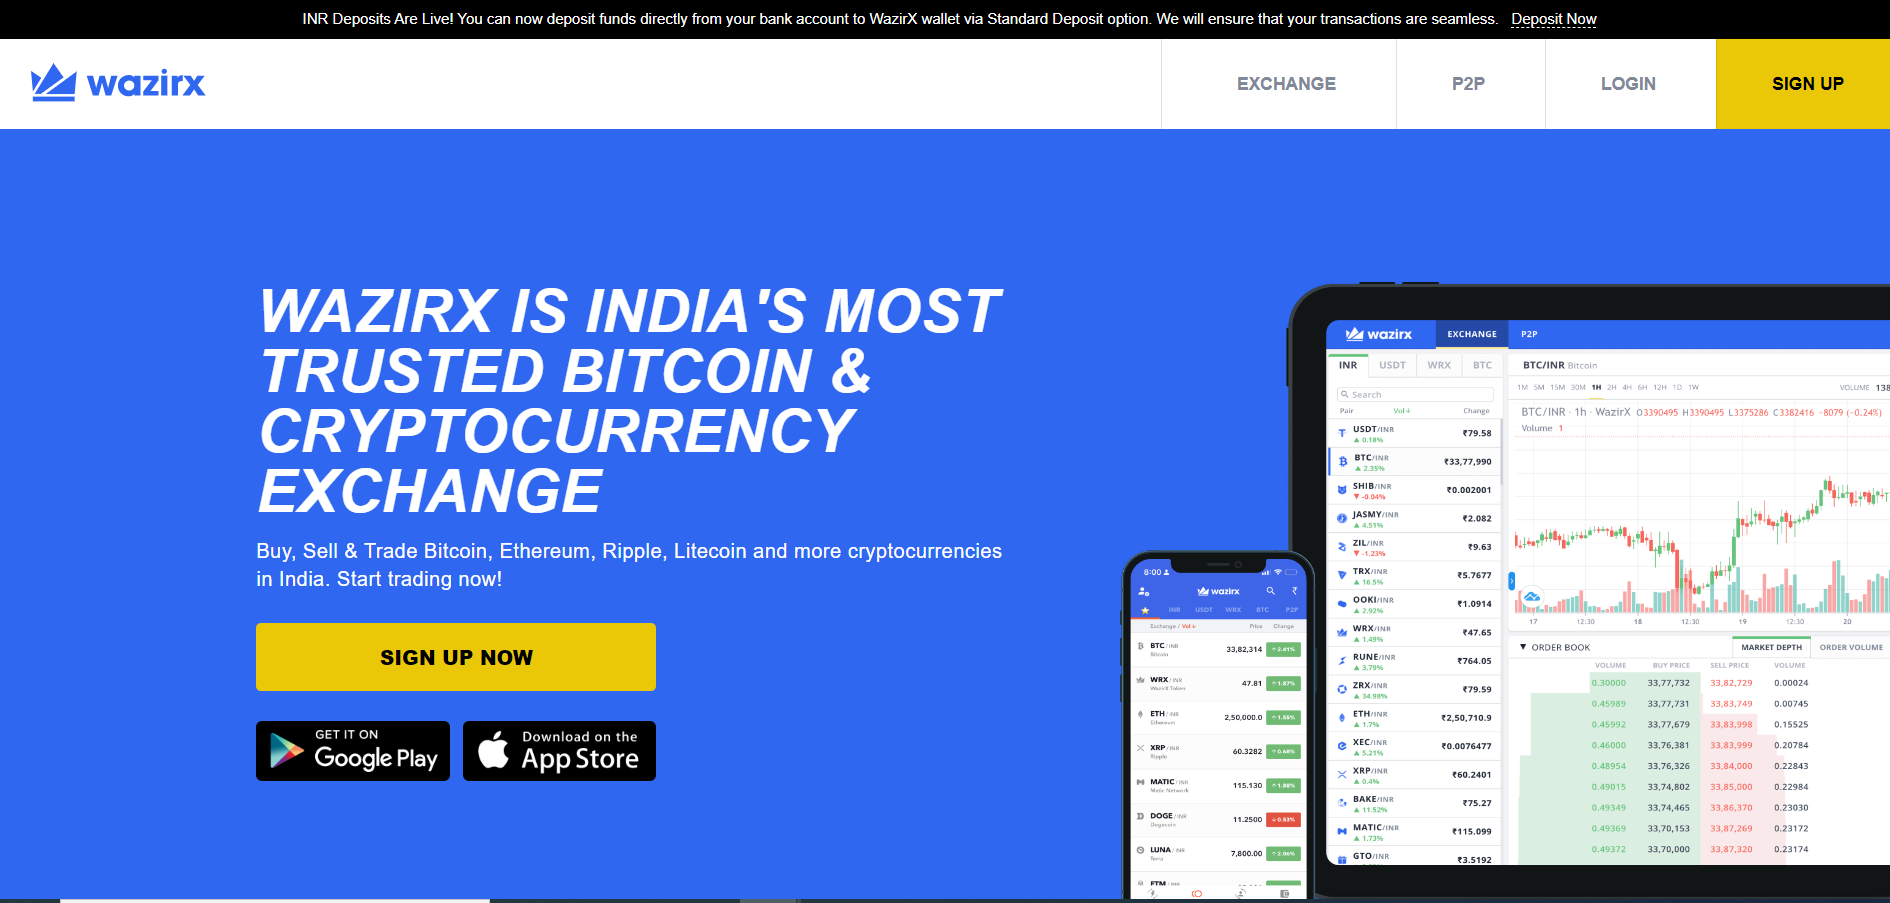 INR Deposits Are Live! You can now deposit funds directly from your bank account to WazirX wallet via Standard Deposit option. We will ensure that your transactions are seamless. Deposit Now
wazirx
EXCHANGE
P2P
LOGIN
SIGN UP
WAZIRX IS INDIA'S MOST
TRUSTED BITCOIN &
CRYPTOCURRENCY
EXCHANGE
Buy, Sell & Trade Bitcoin, Ethereum, Ripple, Litecoin and more cryptocurrencies
in India. Start trading now!
SIGN UP NOW
GET IT ON
Google Play
Download on the
App Store
8:00
wazirx
₹
INR USDT WRX BTC P2P
Exchange / Vol↓ Price Change
BTC / INR 33,82,314 ↑ 2.41%
Bitcoin
WRX / INR 47.81 ↑ 1.87%
WazirX Token
ETH / INR 2,50,000.0 ↑ 1.55%
Ethereum
XRP / INR 60.3282 ↑ 0.68%
Ripple
MATIC / INR 115.130 ↑ 1.88%
Matic Network
DOGE / INR 11.2500 ↓ 0.53%
Dogecoin
LUNA / INR 7,800.00 ↑ 2.06%
Terra
FTM / INR
wazirx EXCHANGE P2P
INR USDT WRX BTC
Search
Pair Vol↓ Change
USDT/INR ₹79.58
▲ 0.18%
BTC/INR ₹33,77,990
▲ 2.35%
SHIB/INR ₹0.002001
▼ -0.04%
JASMY/INR ₹2.082
▲ 4.51%
ZIL/INR ₹9.63
▼ -1.23%
TRX/INR ₹5.7677
▲ 16.5%
OOKI/INR ₹1.0914
▲ 2.92%
WRX/INR ₹47.65
▲ 1.49%
RUNE/INR ₹764.05
▲ 3.79%
ZRX/INR ₹79.59
▲ 34.98%
ETH/INR ₹2,50,710.9
▲ 1.7%
XEC/INR ₹0.0076477
▲ 5.21%
XRP/INR ₹60.2401
▲ 0.4%
BAKE/INR ₹75.27
▲ 11.52%
MATIC/INR ₹115.099
▲ 1.73%
GTO/INR ₹3.5192
BTC/INR Bitcoin
1M 5M 15M 30M 1H 2H 4H 6H 12H 1D 1W VOLUME 138
BTC/INR · 1h · WazirX O3390495 H3390495 L3375286 C3382416 -8079 (-0.24%)
Volume 1
17 12:30 18 12:30 19 12:30 20
▼ ORDER BOOK MARKET DEPTH ORDER VOLUME
VOLUME BUY PRICE SELL PRICE VOLUME
0.30000 33,77,732 33,82,729 0.00024
0.45989 33,77,731 33,83,749 0.00745
0.45992 33,77,679 33,83,998 0.15525
0.46000 33,76,381 33,83,999 0.20784
0.48954 33,76,326 33,84,000 0.22843
0.49015 33,74,802 33,85,000 0.22984
0.49349 33,74,465 33,86,370 0.23030
0.49369 33,70,153 33,87,269 0.23172
0.49372 33,70,000 33,87,320 0.23174